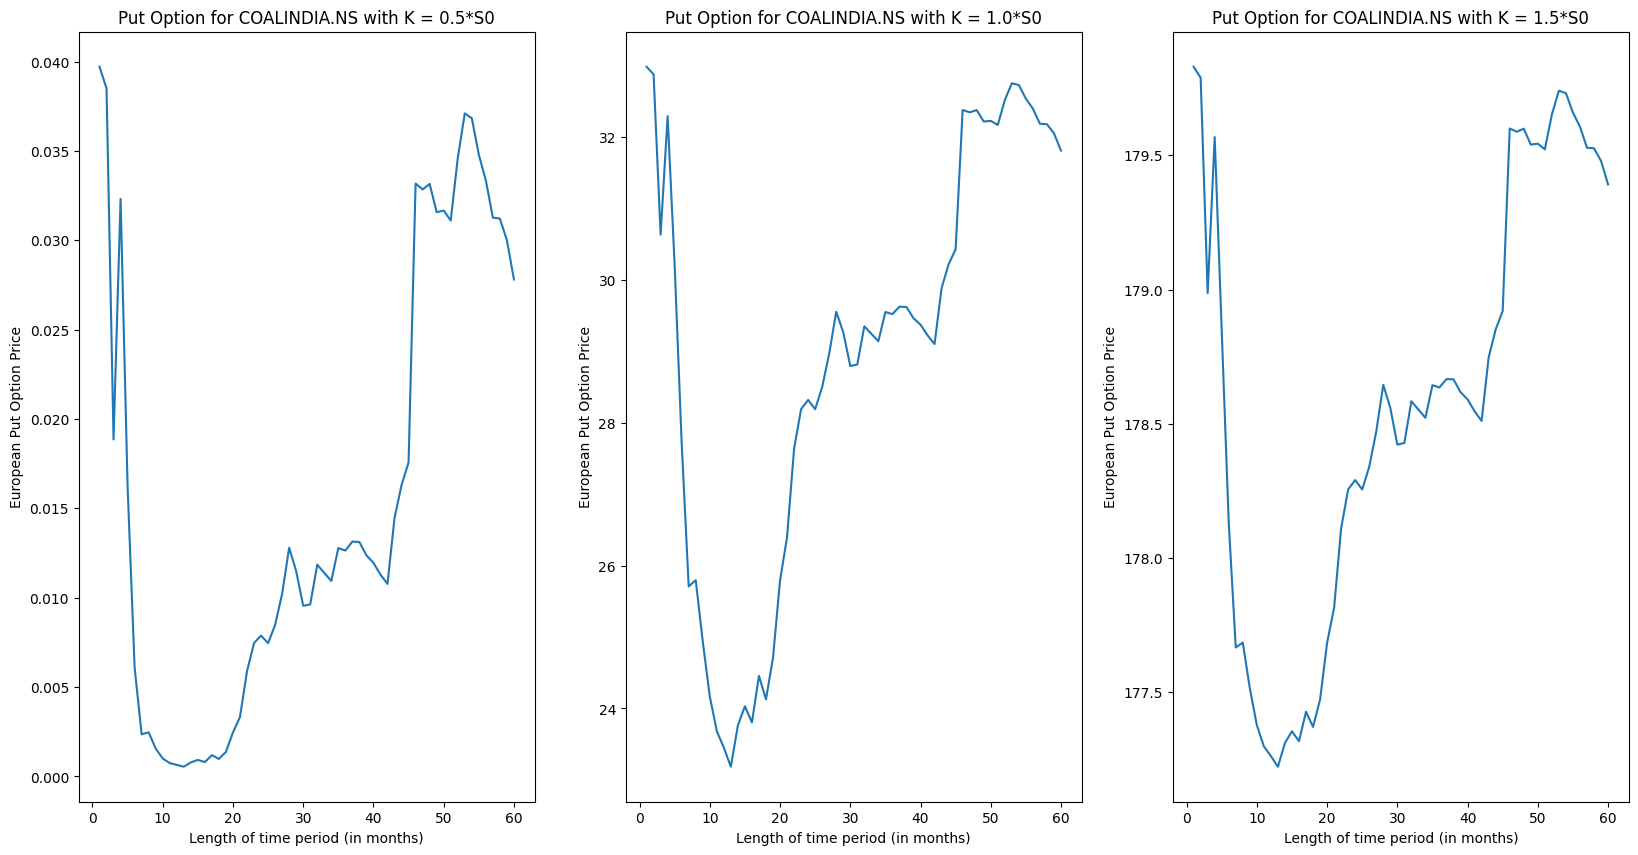 Put Option for COALINDIA.NS with K = 0.5*S0
European Put Option Price
0.040
0.035
0.030
0.025
0.020
0.015
0.010
0.005
0.000
0 10 20 30 40 50 60
Length of time period (in months)
Put Option for COALINDIA.NS with K = 1.0*S0
European Put Option Price
32
30
28
26
24
0 10 20 30 40 50 60
Length of time period (in months)
Put Option for COALINDIA.NS with K = 1.5*S0
European Put Option Price
179.5
179.0
178.5
178.0
177.5
0 10 20 30 40 50 60
Length of time period (in months)